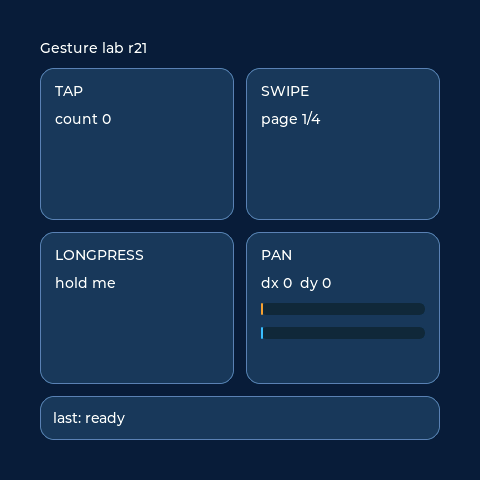 Gesture lab r21
TAP
count 0
SWIPE
page 1/4
LONGPRESS
hold me
PAN
dx 0  dy 0
last: ready